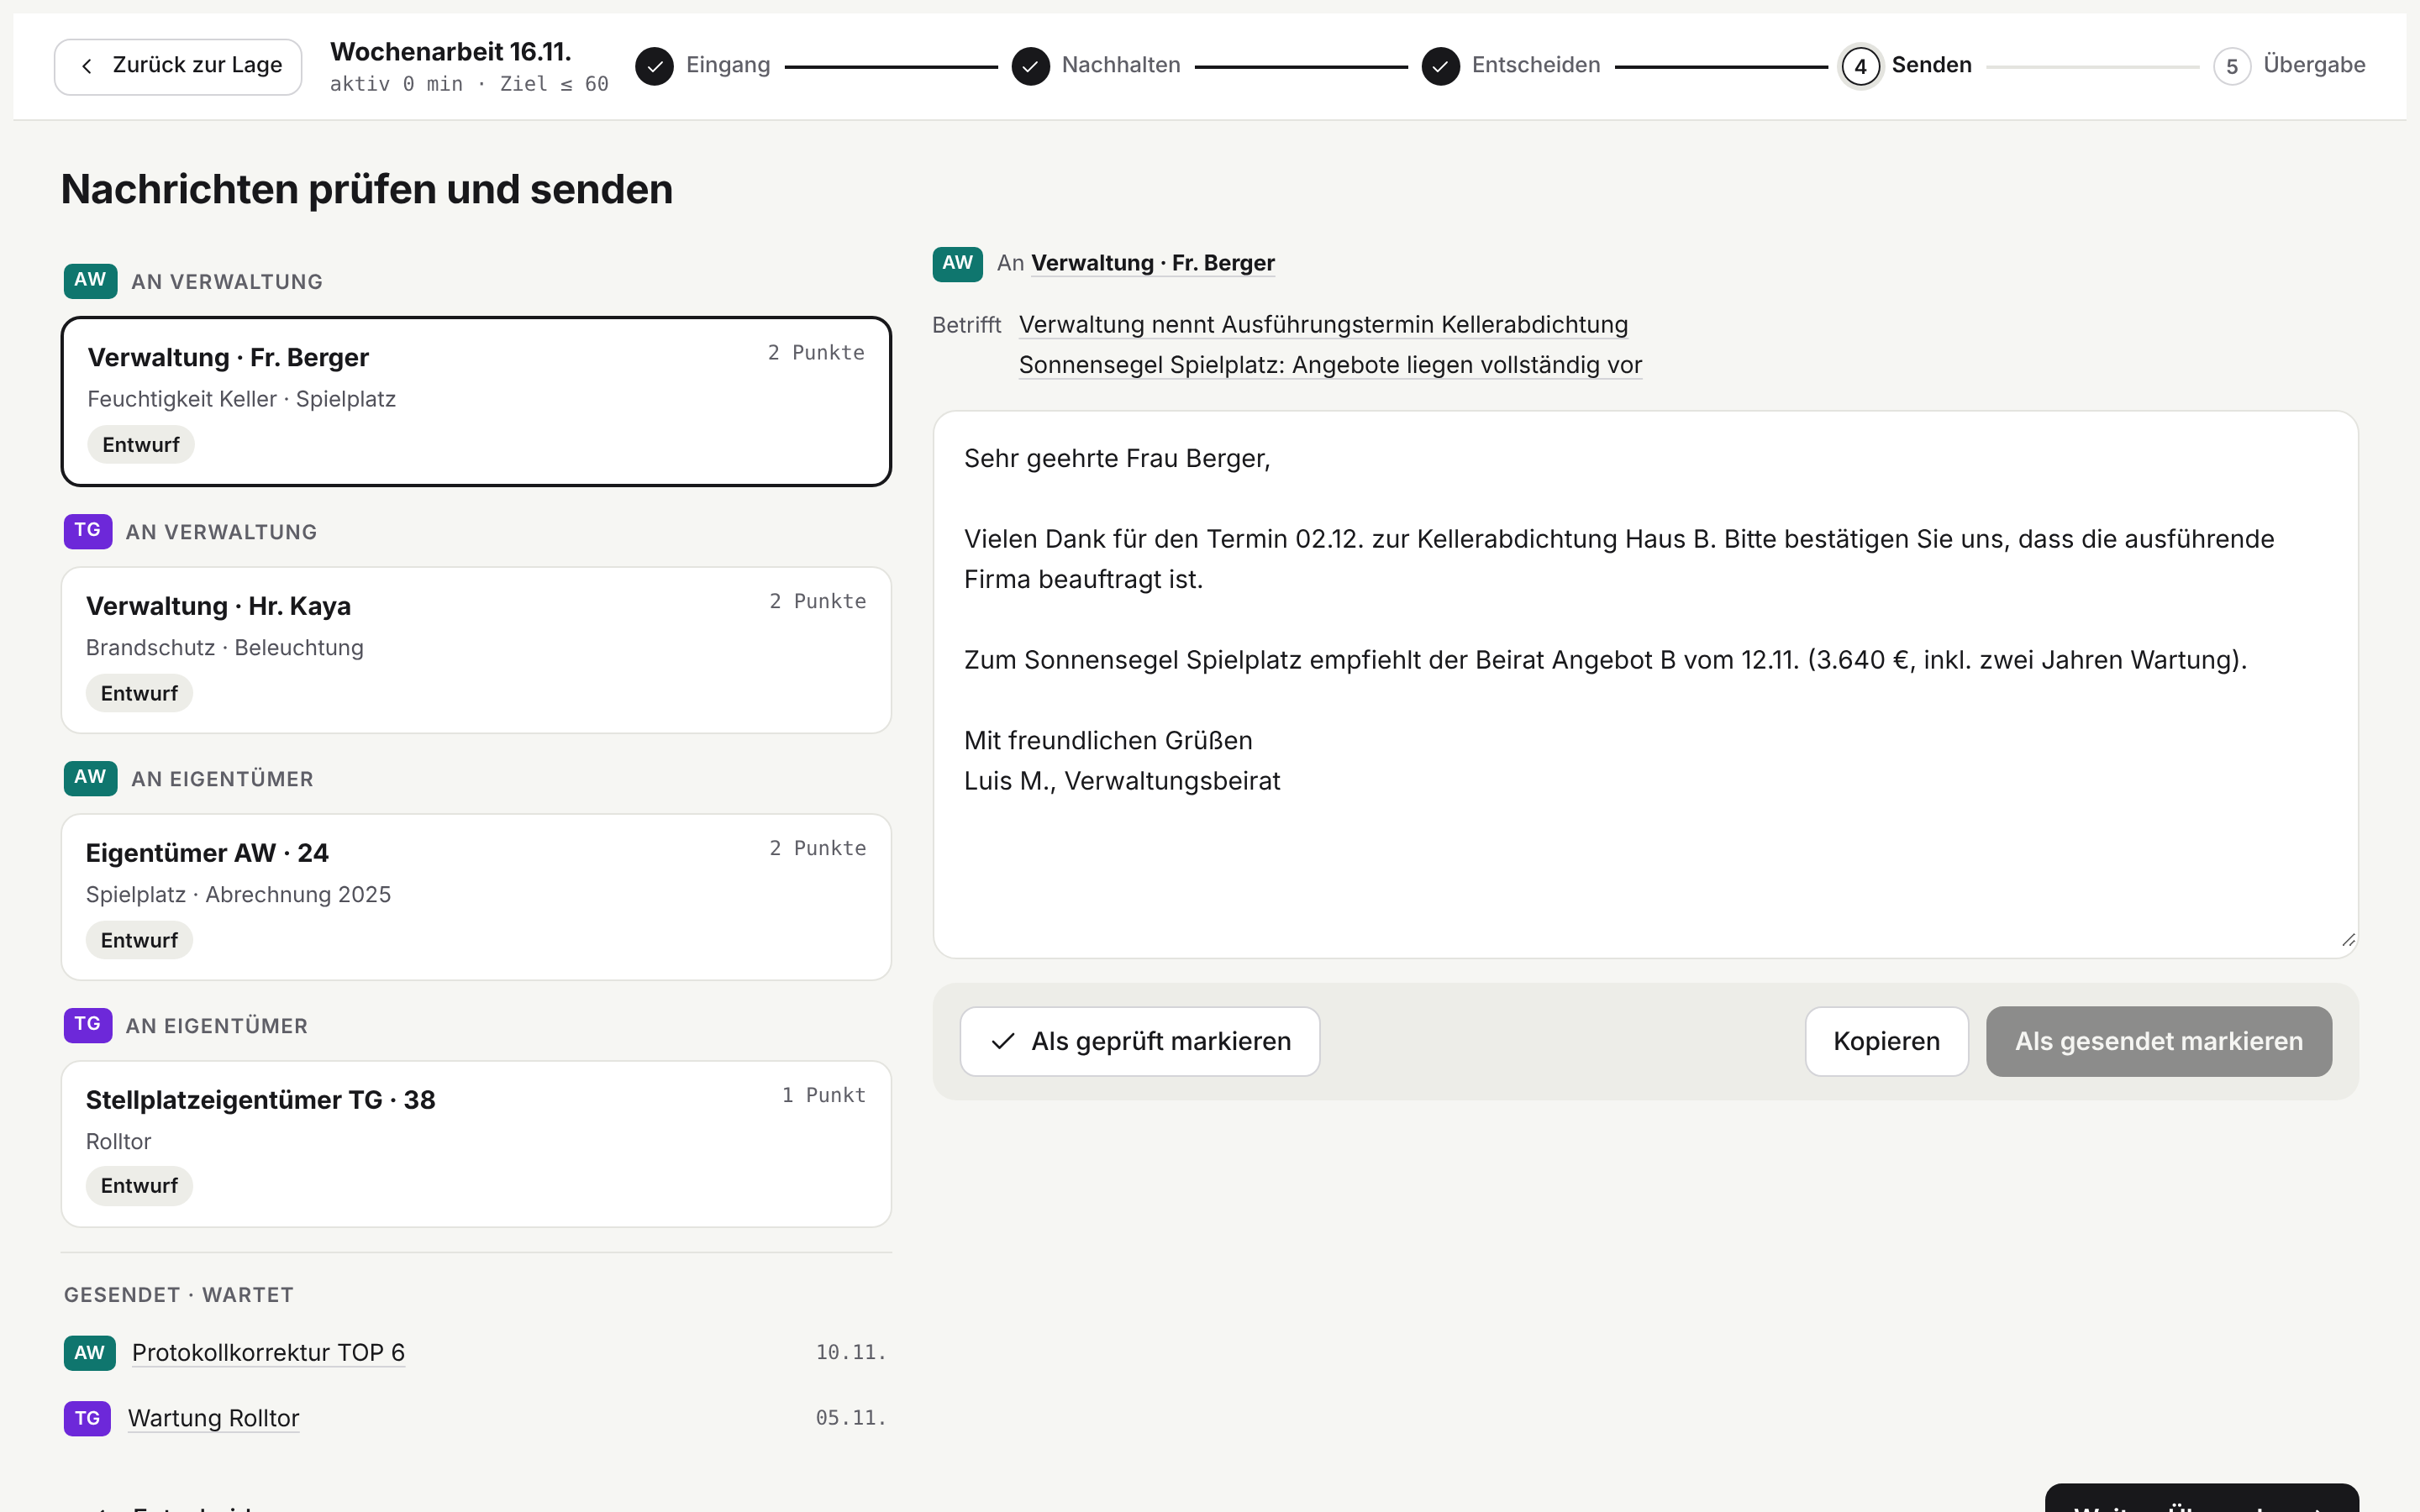 Zurück zur Lage
Wochenarbeit 16.11.
aktiv 0 min · Ziel ≤ 60
Eingang
Nachhalten
Entscheiden
4 Senden
5 Übergabe
Nachrichten prüfen und senden
AW AN VERWALTUNG
Verwaltung · Fr. Berger
2 Punkte
Feuchtigkeit Keller · Spielplatz
Entwurf
TG AN VERWALTUNG
Verwaltung · Hr. Kaya
2 Punkte
Brandschutz · Beleuchtung
Entwurf
AW AN EIGENTÜMER
Eigentümer AW · 24
2 Punkte
Spielplatz · Abrechnung 2025
Entwurf
TG AN EIGENTÜMER
Stellplatzeigentümer TG · 38
1 Punkt
Rolltor
Entwurf
GESENDET · WARTET
AW Protokollkorrektur TOP 6 10.11.
TG Wartung Rolltor 05.11.
AW An Verwaltung · Fr. Berger
Betrifft Verwaltung nennt Ausführungstermin Kellerabdichtung
Sonnensegel Spielplatz: Angebote liegen vollständig vor
Sehr geehrte Frau Berger,
Vielen Dank für den Termin 02.12. zur Kellerabdichtung Haus B. Bitte bestätigen Sie uns, dass die ausführende
Firma beauftragt ist.
Zum Sonnensegel Spielplatz empfiehlt der Beirat Angebot B vom 12.11. (3.640 €, inkl. zwei Jahren Wartung).
Mit freundlichen Grüßen
Luis M., Verwaltungsbeirat
Als geprüft markieren
Kopieren
Als gesendet markieren